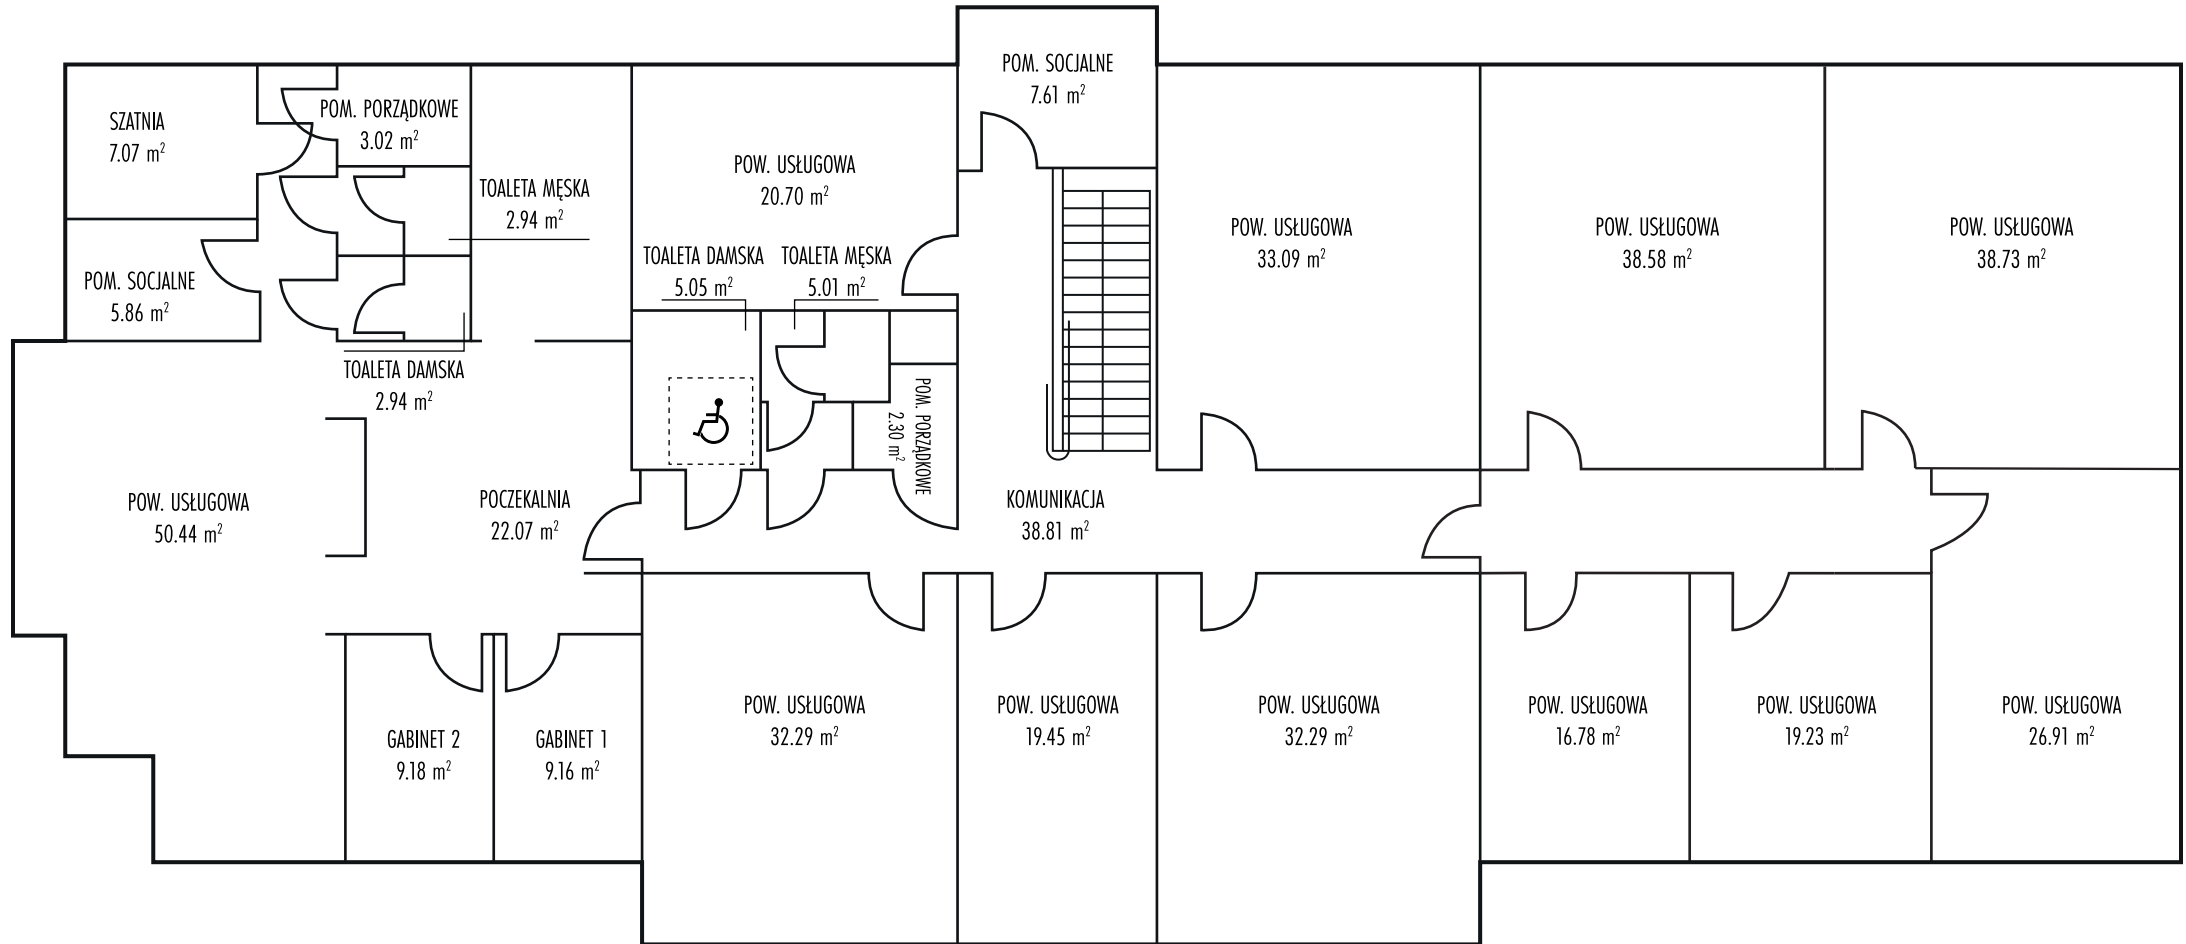 POM. SOCJALNE
7.61 m²
SZATNIA
7.07 m²
POM. PORZĄDKOWE
3.02 m²
TOALETA MĘSKA
2.94 m²
POW. USŁUGOWA
20.70 m²
POW. USŁUGOWA
33.09 m²
POW. USŁUGOWA
38.58 m²
POW. USŁUGOWA
38.73 m²
POM. SOCJALNE
5.86 m²
TOALETA DAMSKA
5.05 m²
TOALETA MĘSKA
5.01 m²
TOALETA DAMSKA
2.94 m²
POM. PORZĄDKOWE
2.30 m²
POW. USŁUGOWA
50.44 m²
POCZEKALNIA
22.07 m²
KOMUNIKACJA
38.81 m²
GABINET 2
9.18 m²
GABINET 1
9.16 m²
POW. USŁUGOWA
32.29 m²
POW. USŁUGOWA
19.45 m²
POW. USŁUGOWA
32.29 m²
POW. USŁUGOWA
16.78 m²
POW. USŁUGOWA
19.23 m²
POW. USŁUGOWA
26.91 m²